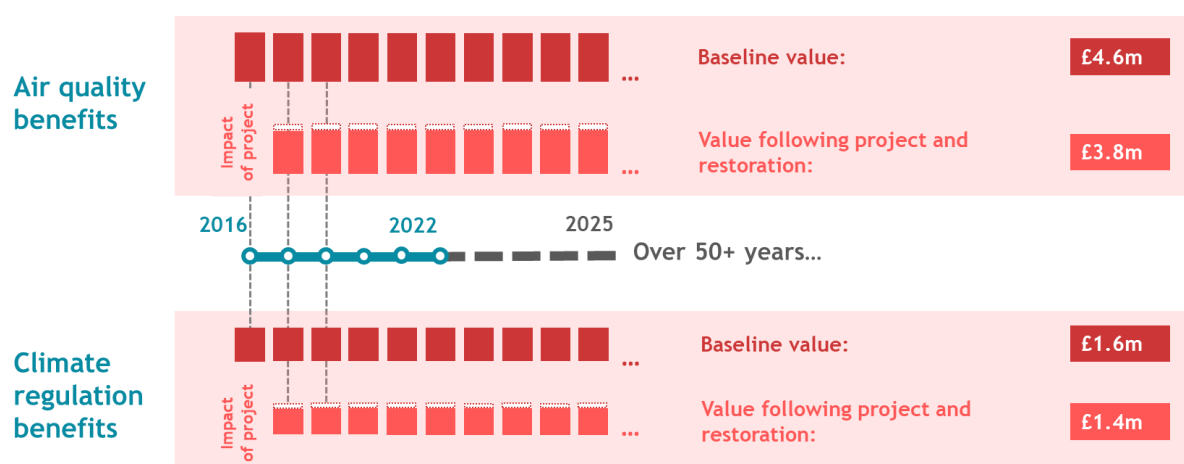 Air quality
benefits
Impact
of project
...
Baseline value:
£4.6m
...
Value following project and
restoration:
£3.8m
2016
2022
2025
Over 50+ years...
Climate
regulation
benefits
Impact
of project
...
Baseline value:
£1.6m
...
Value following project and
restoration:
£1.4m